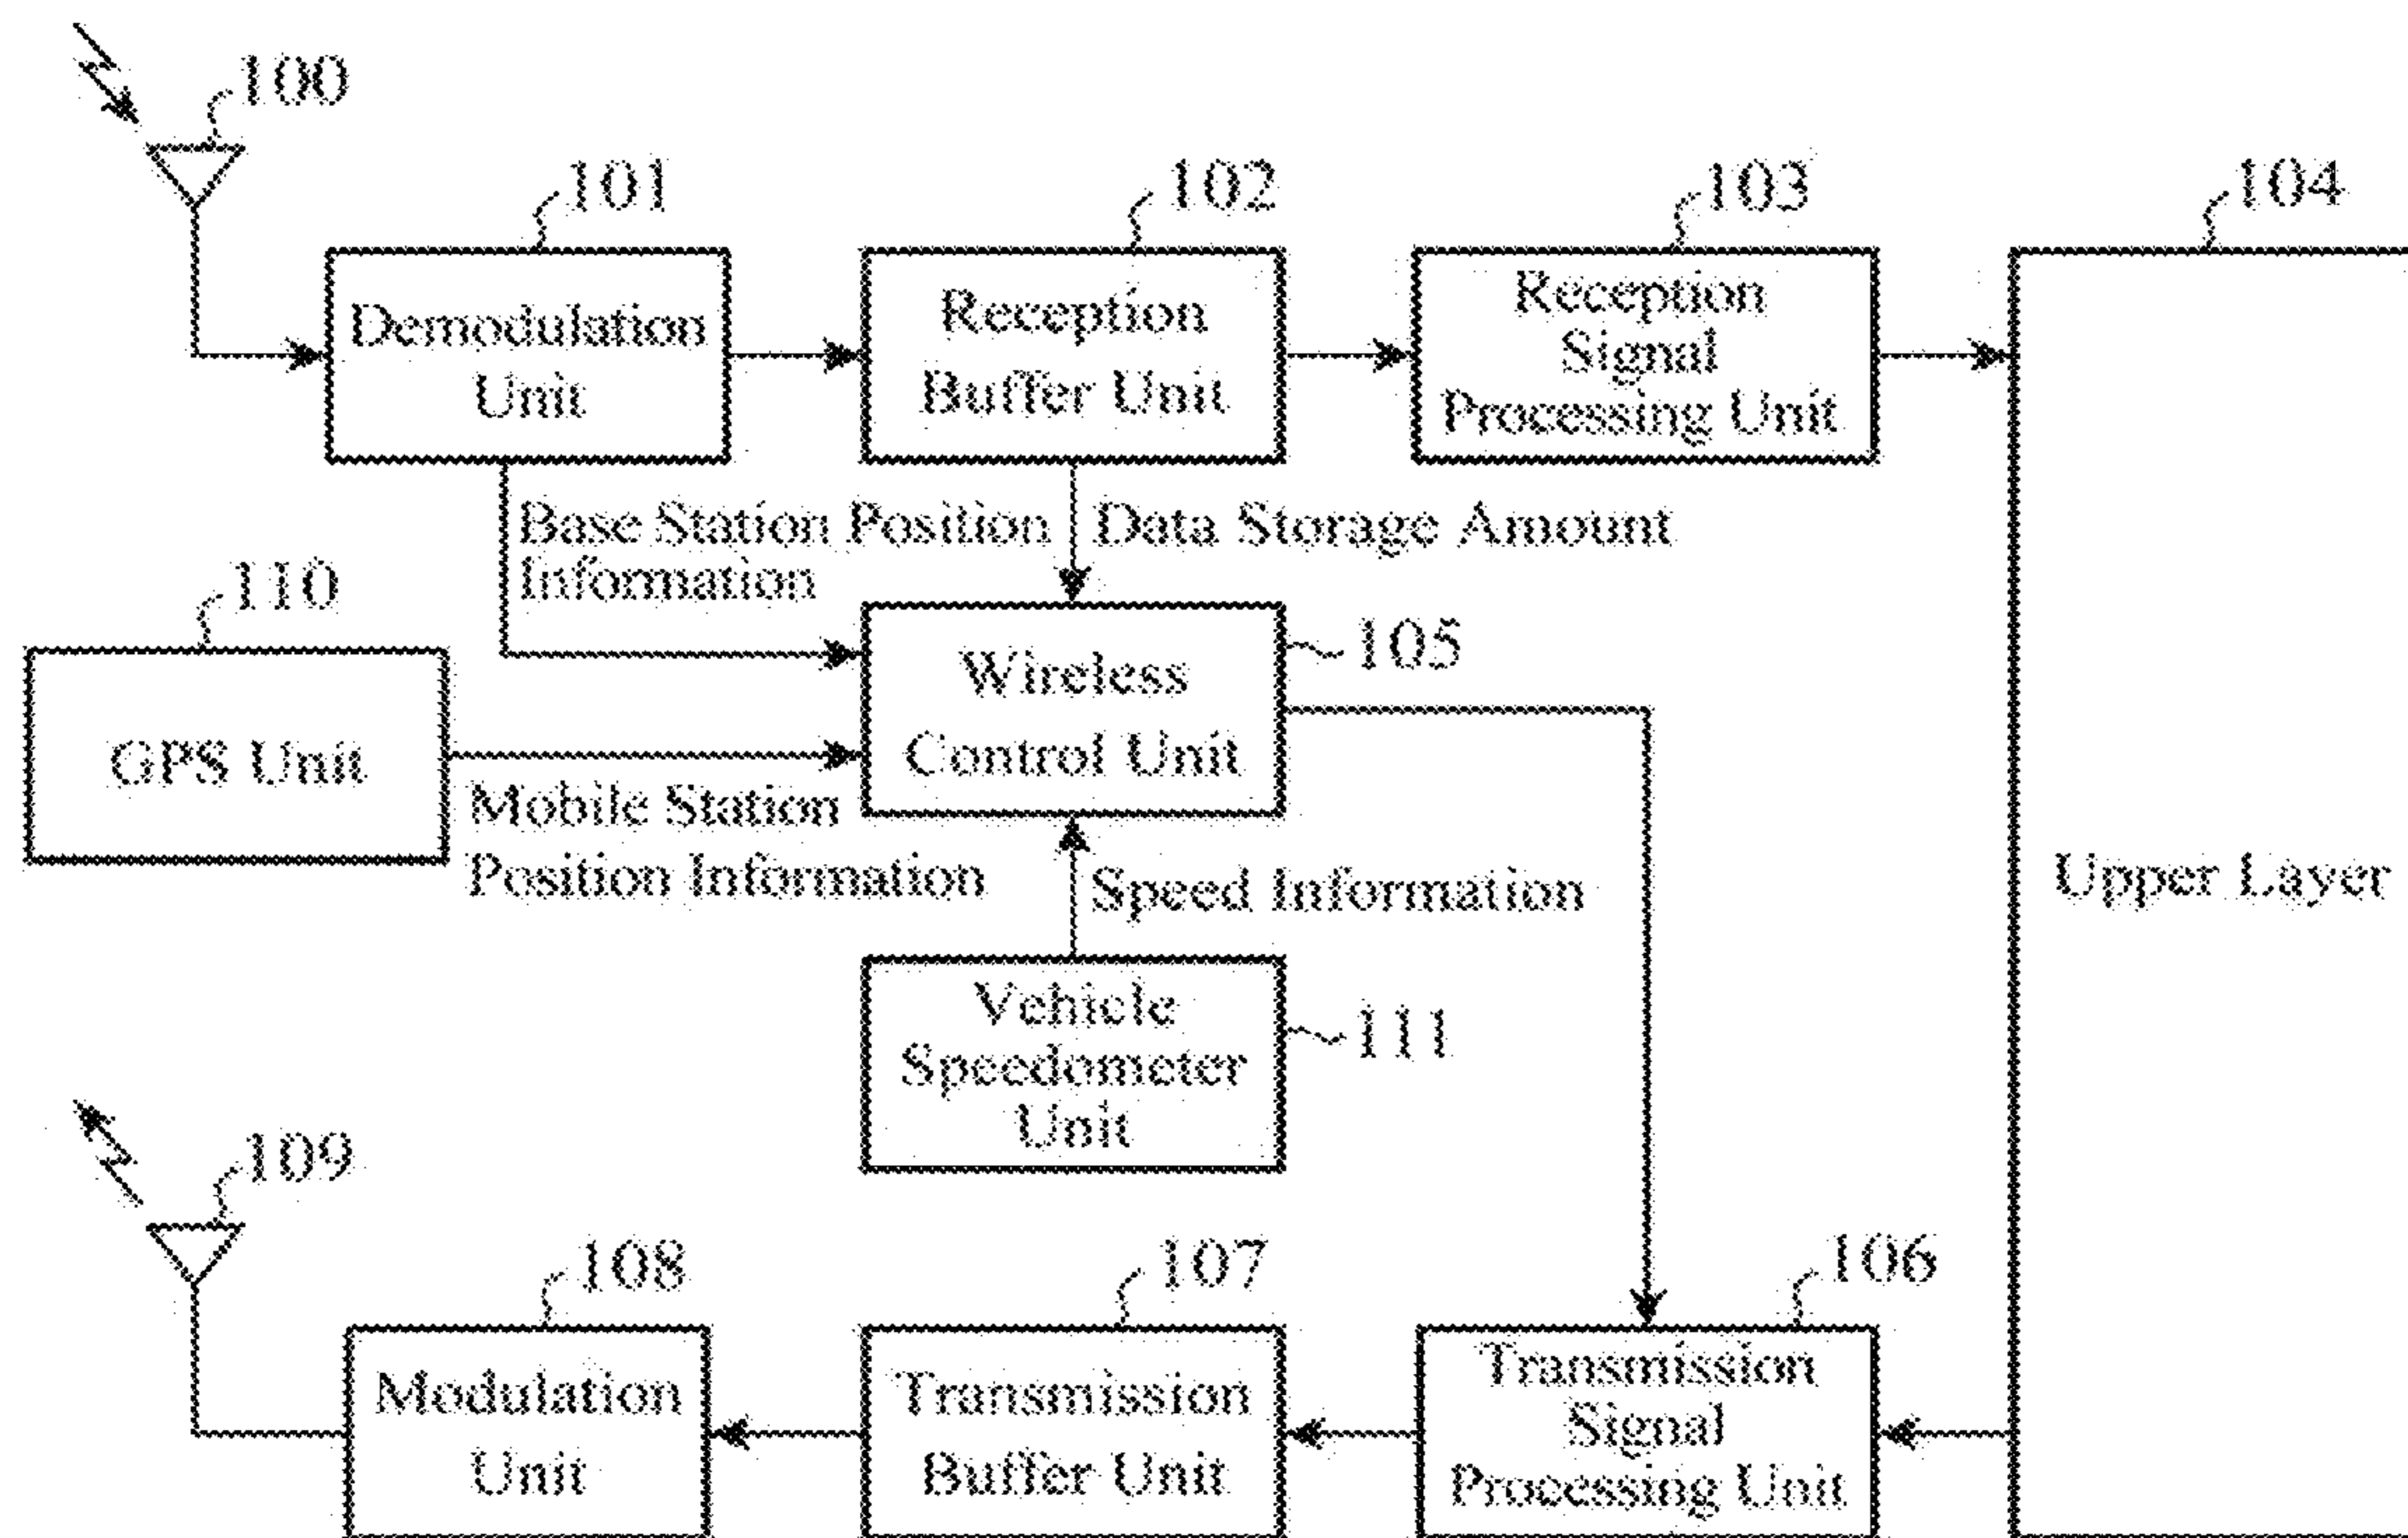 100
101
102
103
104
Demodulation
Unit
Reception
Buffer Unit
Reception
Signal
Processing Unit
Base Station Position
Information
Data Storage Amount
110
105
GPS Unit
Wireless
Control Unit
Mobile Station
Position Information
Speed Information
Upper Layer
Vehicle
Speedometer
Unit
111
109
108
107
106
Modulation
Unit
Transmission
Buffer Unit
Transmission
Signal
Processing Unit